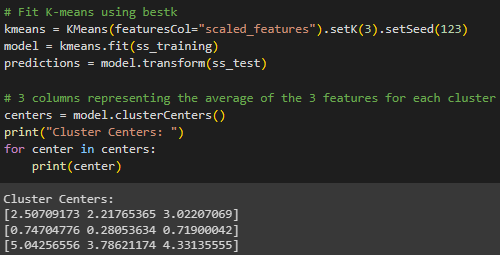 # Fit K-means using bestk
kmeans = KMeans(featuresCol="scaled_features").setK(3).setSeed(123)
model = kmeans.fit(ss_training)
predictions = model.transform(ss_test)
# 3 columns representing the average of the 3 features for each cluster
centers = model.clusterCenters()
print("Cluster Centers: ")
for center in centers:
    print(center)
Cluster Centers:
[2.50709173 2.21765365 3.02207069]
[0.74704776 0.28053634 0.71900042]
[5.04256556 3.78621174 4.33135555]